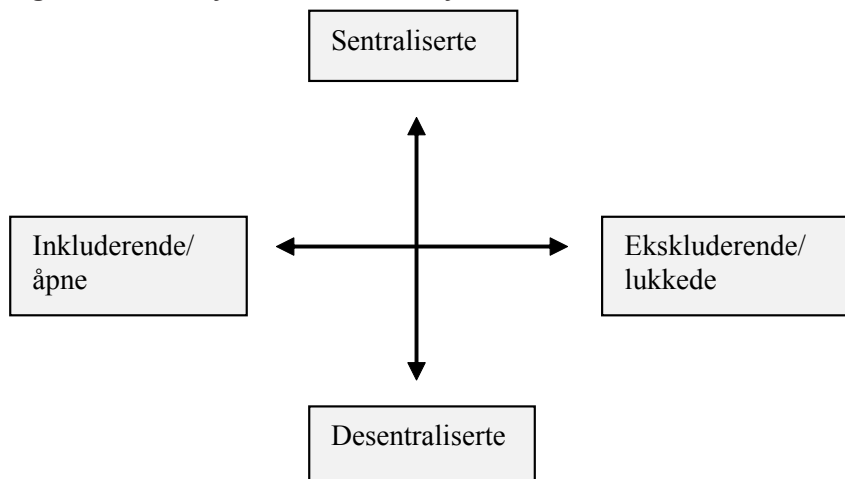 Sentraliserte
Inkluderende/
åpne
Ekskluderende/
lukkede
Desentraliserte